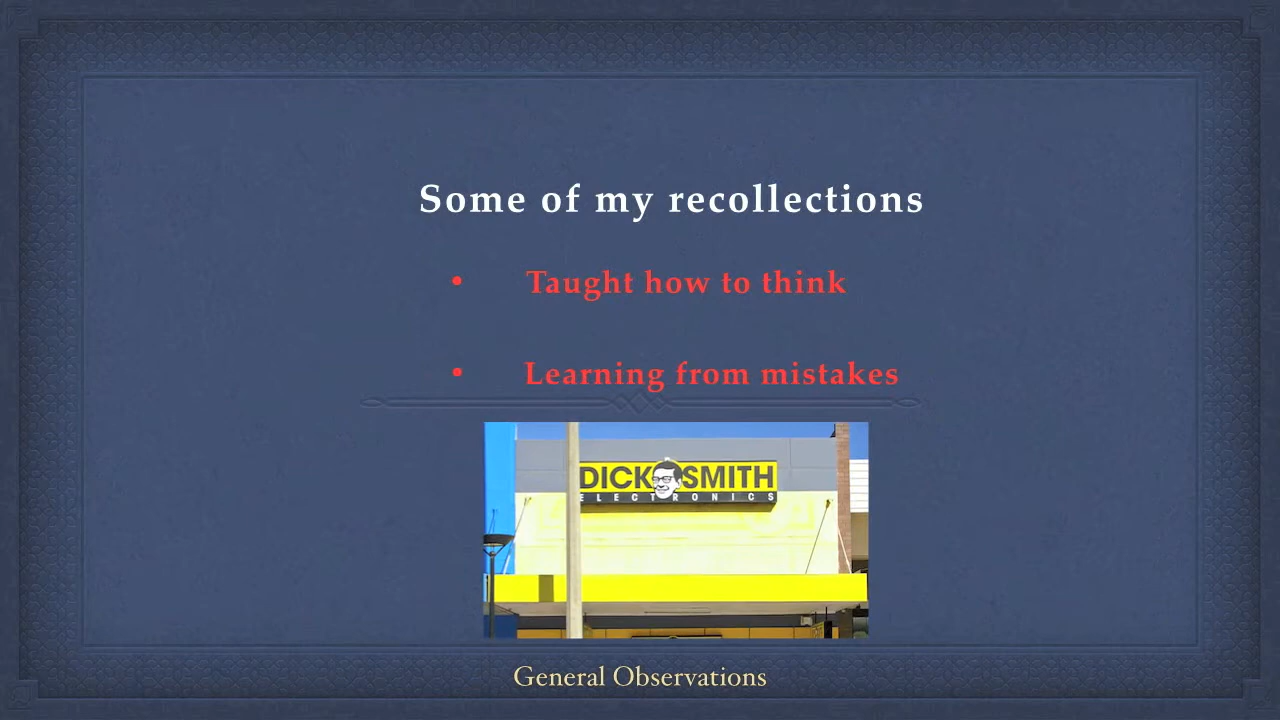 Some of my recollections
• Taught how to think
• Learning from mistakes
DICK SMITH
ELECTRONICS
General Observations